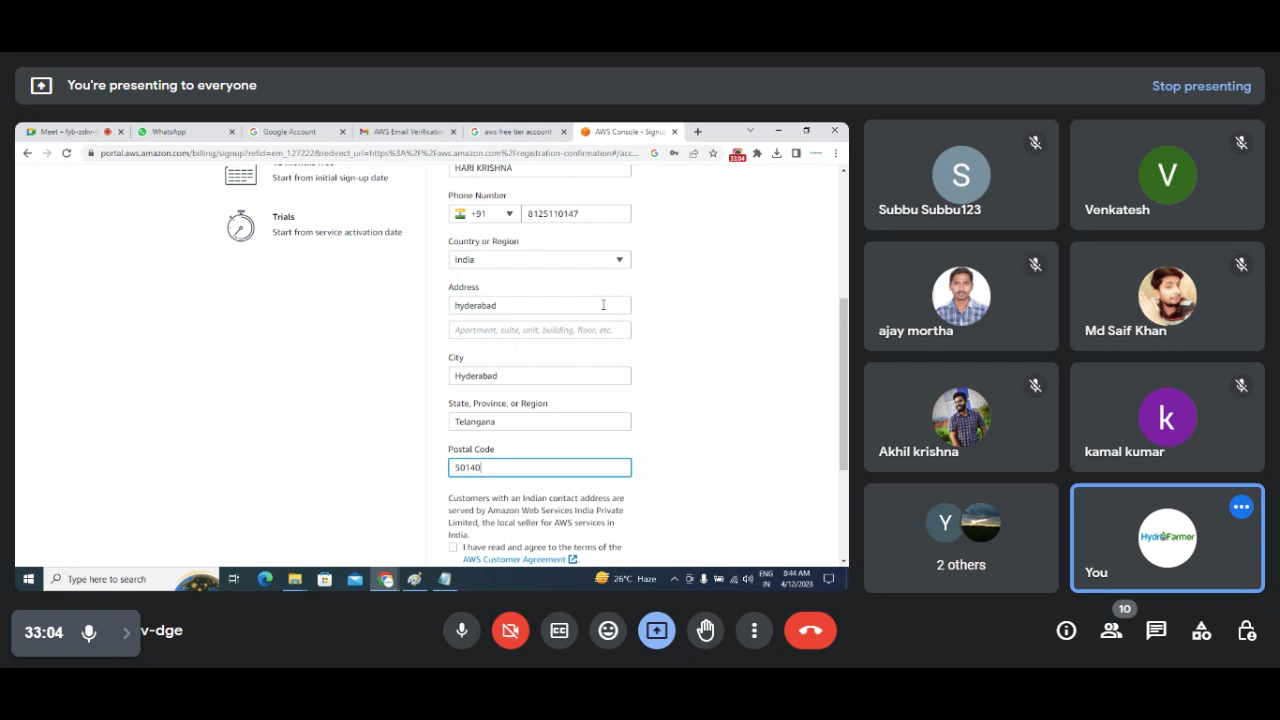 You're presenting to everyone
Stop presenting
Meet – fyb-zskv-d
WhatsApp
Google Account
AWS Email Verificatio
aws free tier account
AWS Console - Signup
portal.aws.amazon.com/billing/signup?refid=em_127222&redirect_url=https%3A%2F%2Faws.amazon.com%2Fregistration-confirmation#/acc...
33:04
Start from initial sign-up date
Trials
Start from service activation date
HARI KRISHNA
Phone Number
+91
8125110147
Country or Region
India
Address
hyderabad
Apartment, suite, unit, building, floor, etc.
City
Hyderabad
State, Province, or Region
Telangana
Postal Code
50140
Customers with an Indian contact address are
served by Amazon Web Services India Private
Limited, the local seller for AWS services in
India.
I have read and agree to the terms of the
AWS Customer Agreement
Type here to search
26°C Haze
ENG
IN
8:44 AM
4/12/2023
S
Subbu Subbu123
V
Venkatesh
ajay mortha
Md Saif Khan
Akhil krishna
k
kamal kumar
Y
2 others
HydroFarmer
You
33:04
v-dge
10